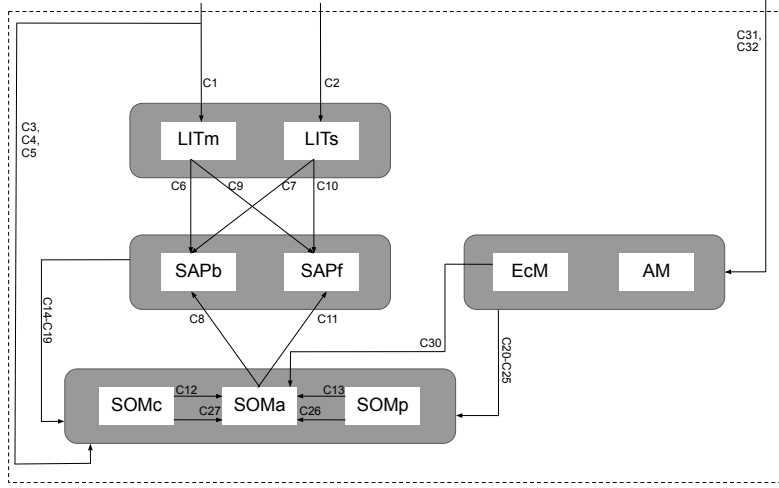 C31,
C32
C1
C2
C3,
C4,
C5
LITm
LITs
C6
C9
C7
C10
SAPb
SAPf
EcM
AM
C14-C19
C8
C11
C30
C20-C25
C12
C13
SOMc
SOMa
SOMp
C27
C26